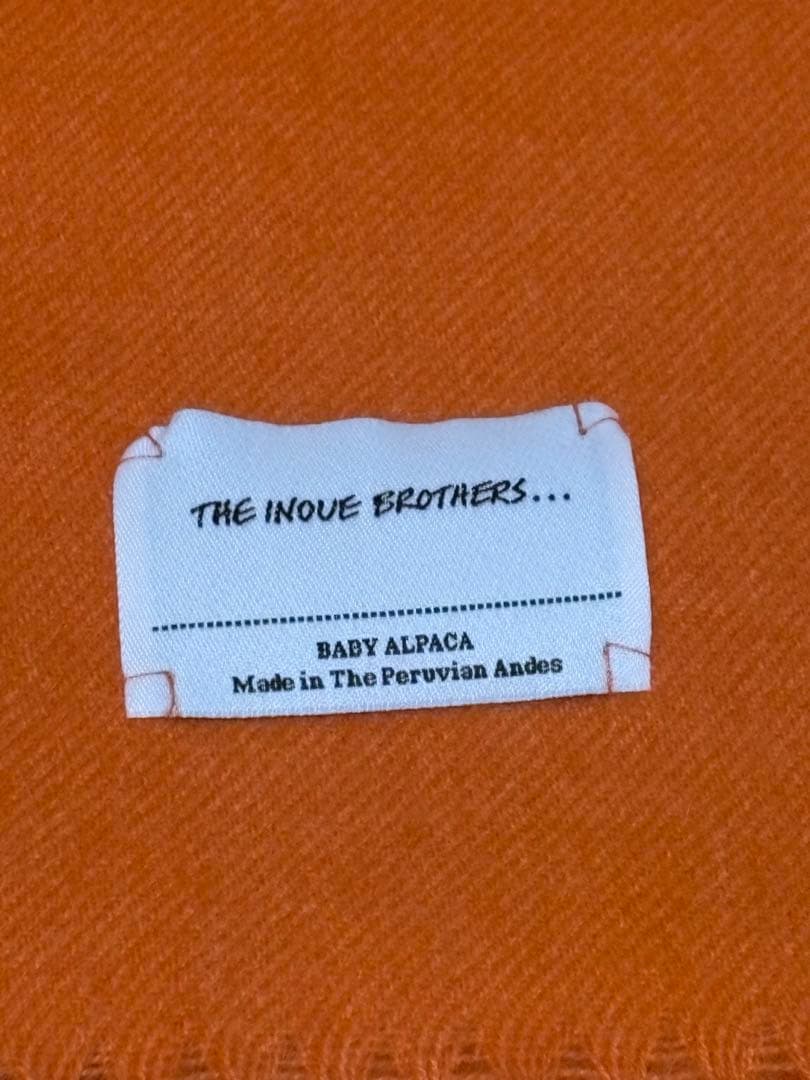 THE INOUE BROTHERS...
BABY ALPACA
Made in The Peruvian Andes